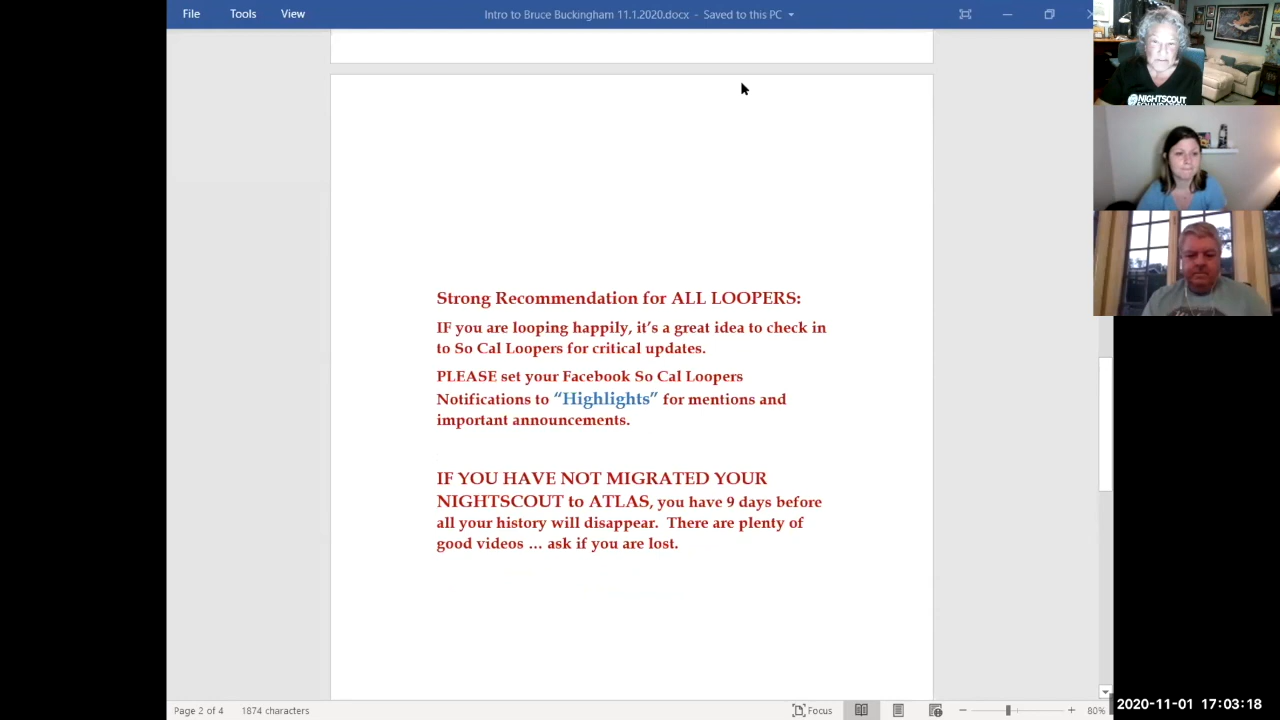 File Tools View Intro to Bruce Buckingham 11.1.2020.docx - Saved to this PC
NIGHTSCOUT
FOUNDATION
Strong Recommendation for ALL LOOPERS:
IF you are looping happily, it’s a great idea to check in
to So Cal Loopers for critical updates.
PLEASE set your Facebook So Cal Loopers
Notifications to “Highlights” for mentions and
important announcements.
IF YOU HAVE NOT MIGRATED YOUR
NIGHTSCOUT to ATLAS, you have 9 days before
all your history will disappear. There are plenty of
good videos … ask if you are lost.
Page 2 of 4 1874 characters Focus 80%
2020-11-01 17:03:18